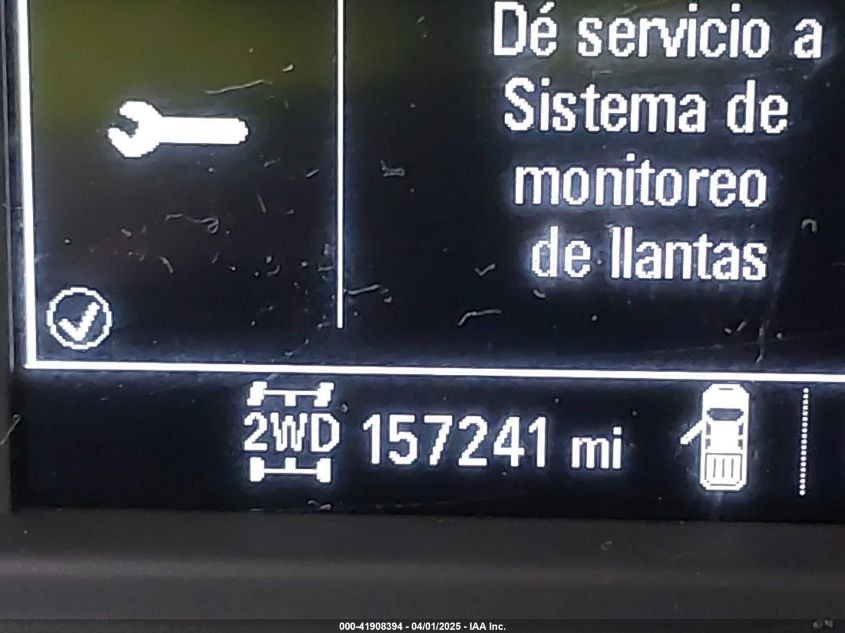 Dé servicio a
Sistema de
monitoreo
de llantas
2WD 157241 mi
000-41908394 - 04/01/2025 - IAA Inc.